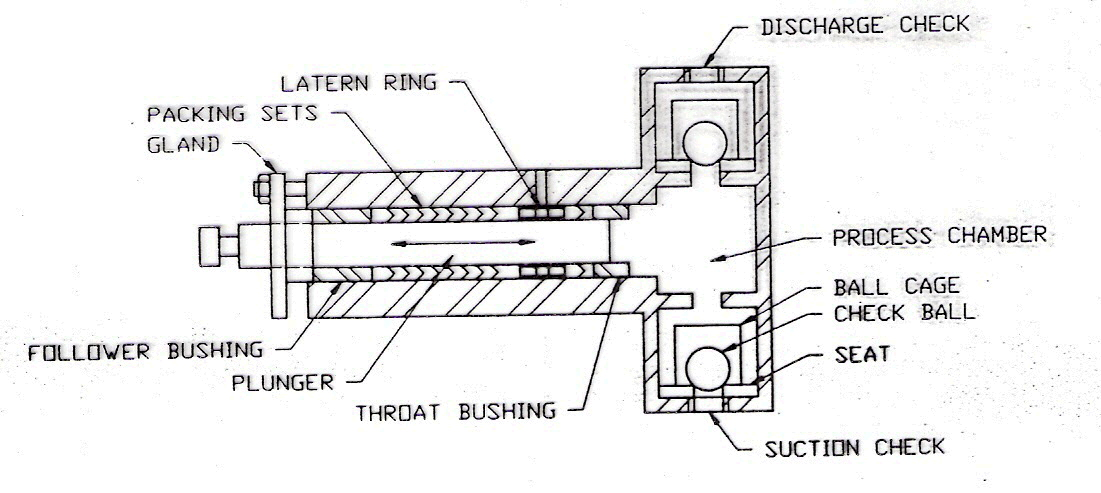 DISCHARGE CHECK
LATERN RING
PACKING SETS
GLAND
PROCESS CHAMBER
BALL CAGE
CHECK BALL
SEAT
FOLLOWER BUSHING
PLUNGER
THROAT BUSHING
SUCTION CHECK